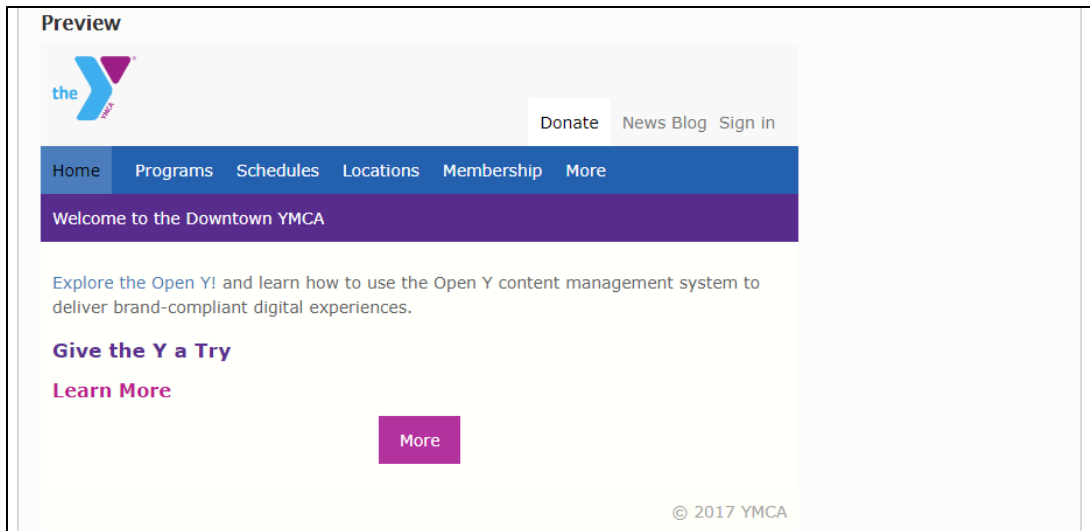 Preview
the
YMCA
Donate News Blog Sign in
Home Programs Schedules Locations Membership More
Welcome to the Downtown YMCA
Explore the Open Y! and learn how to use the Open Y content management system to
deliver brand-compliant digital experiences.
Give the Y a Try
Learn More
More
© 2017 YMCA